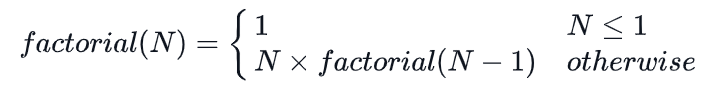 factorial(N) = { 1 N ≤ 1
N × factorial(N − 1) otherwise